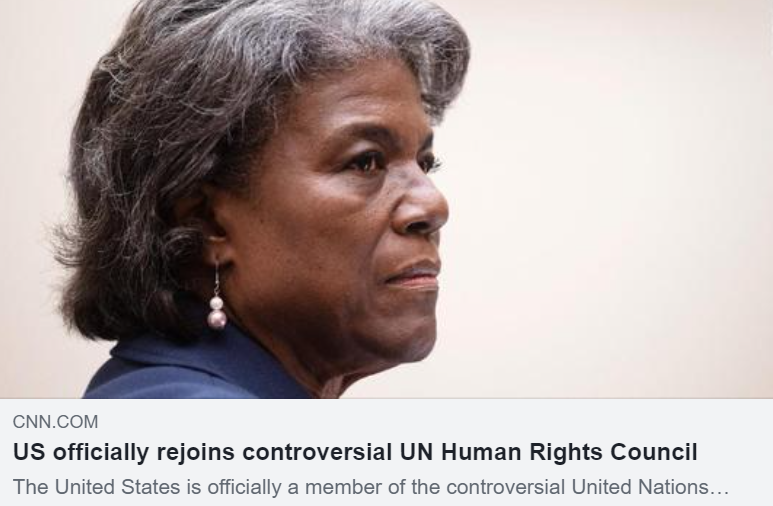 CNN.COM
US officially rejoins controversial UN Human Rights Council
The United States is officially a member of the controversial United Nations…